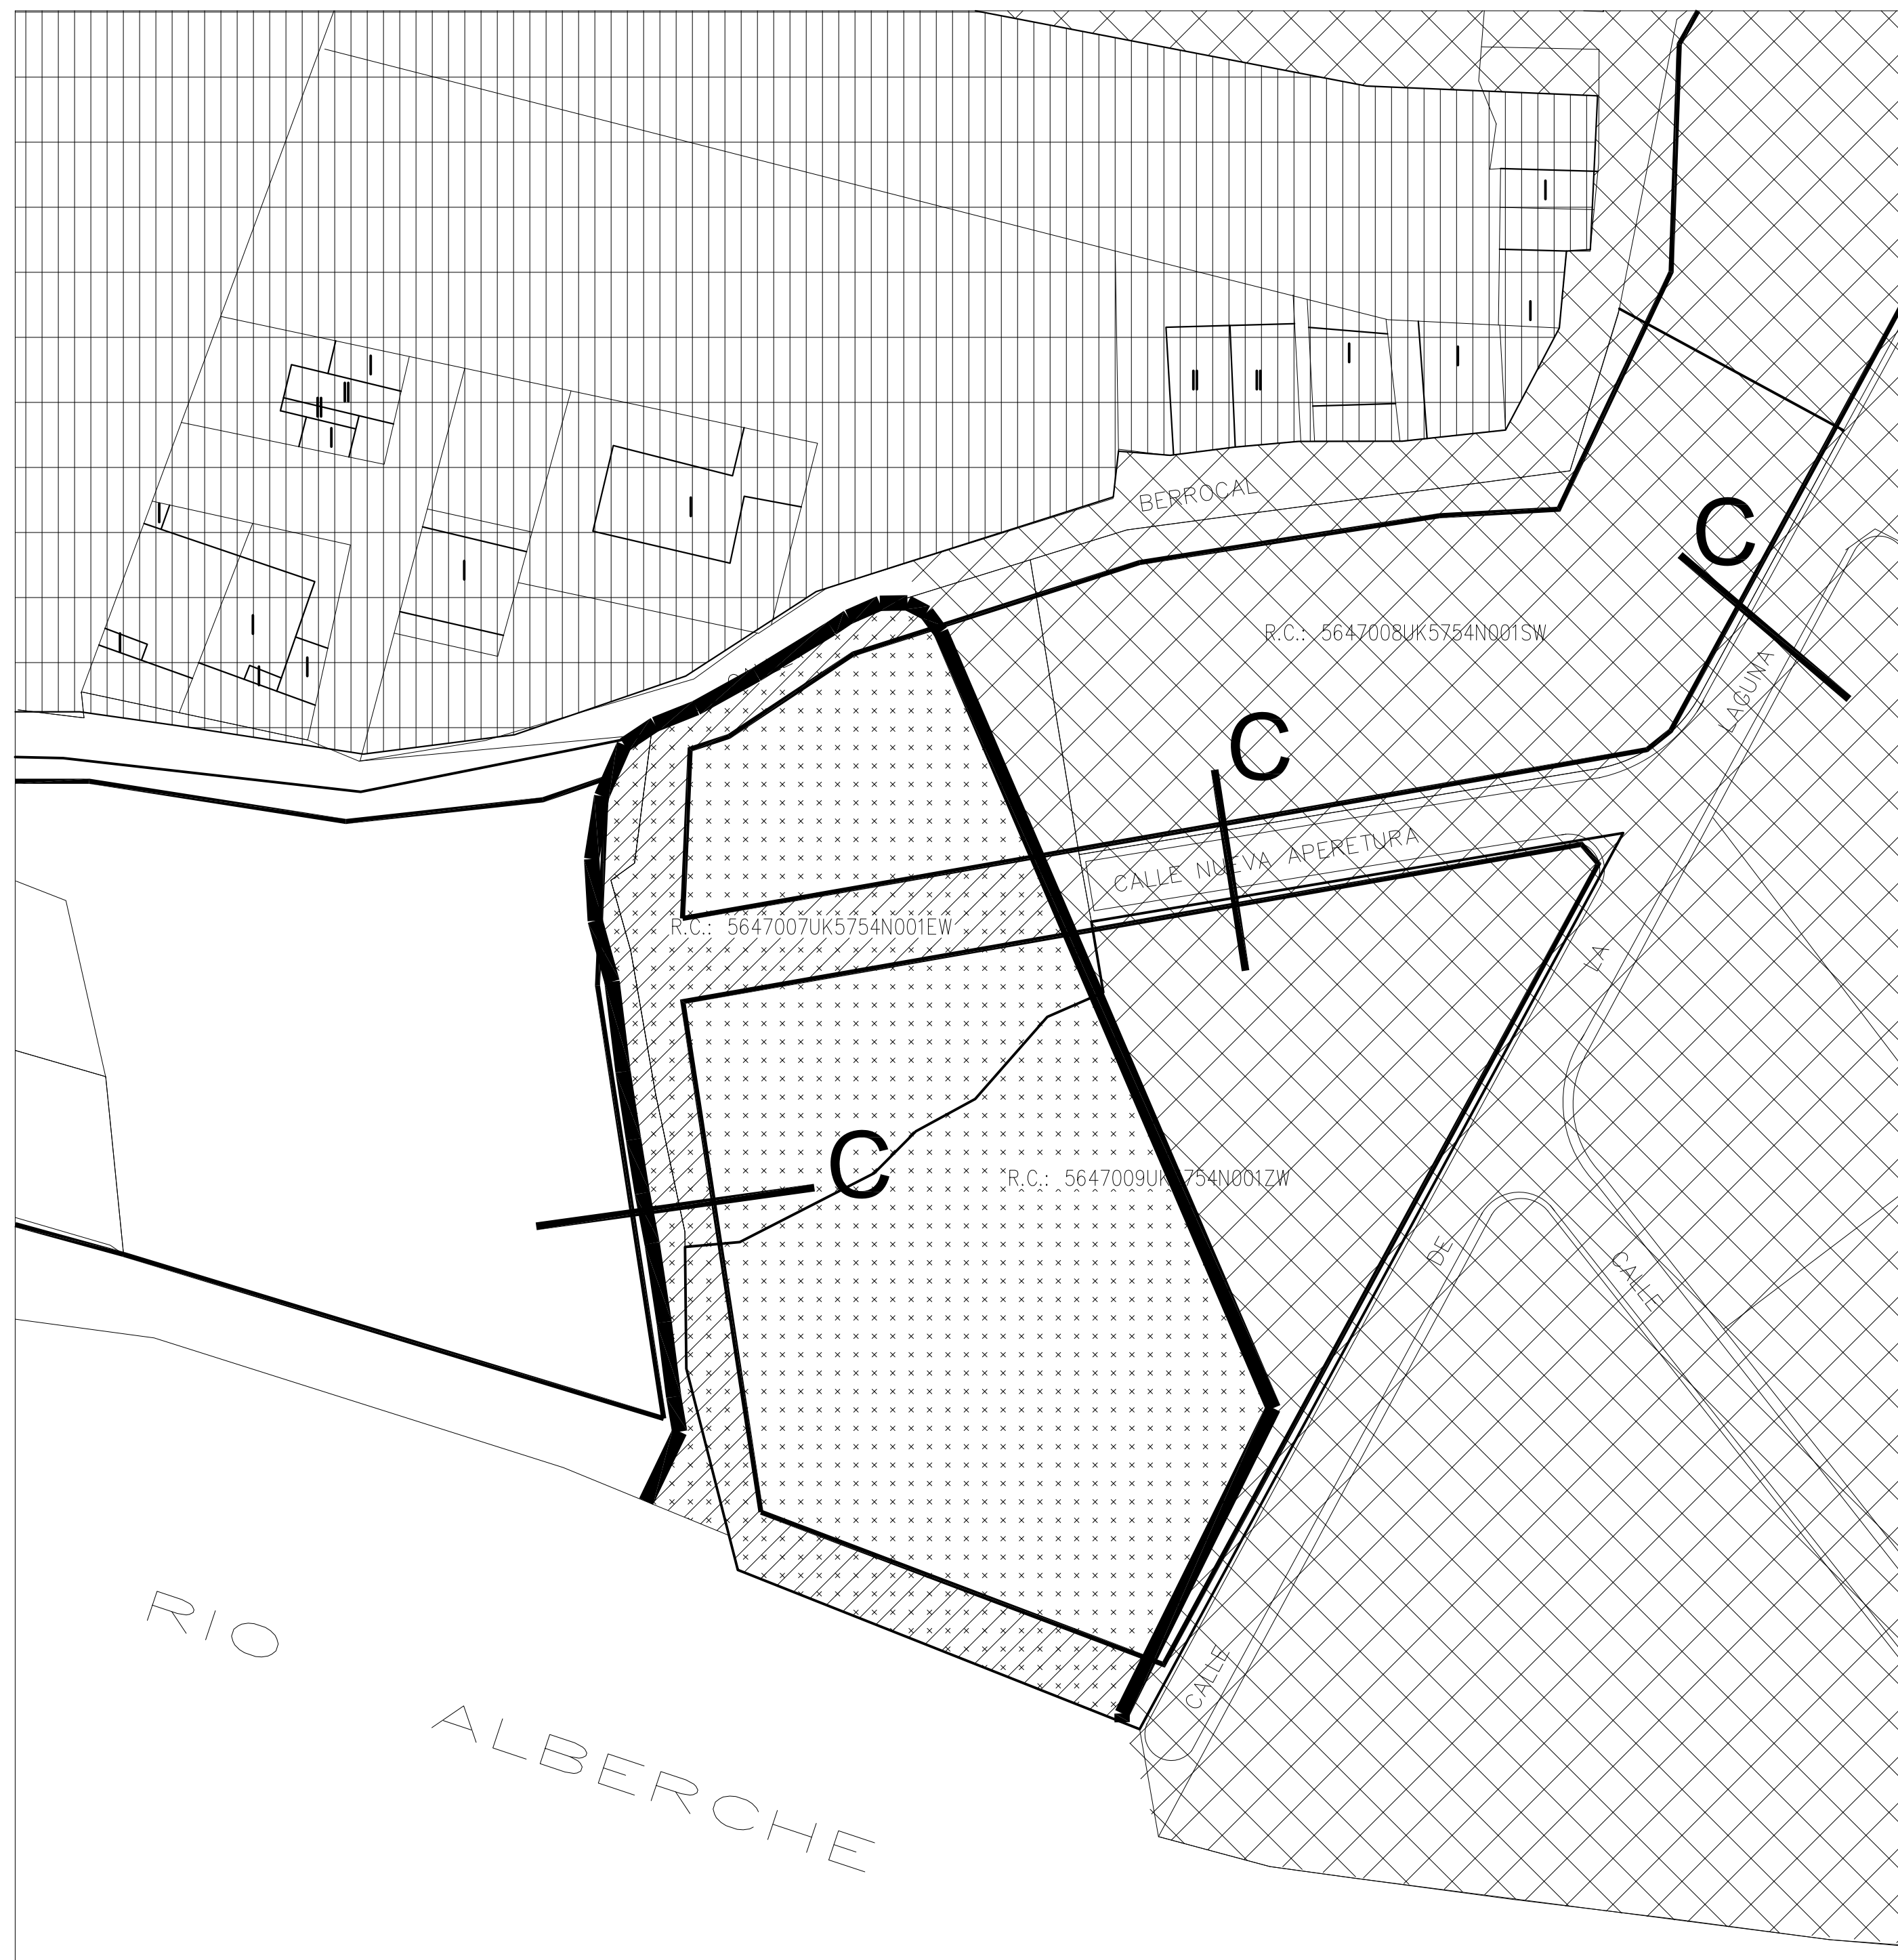 BERROCAL
C
R.C.: 5647008UK5754N001SW
LAGUNA
C
CALLE NUEVA APERETURA
R.C.: 5647007UK5754N001EW
LA
C
R.C.: 5647009UK5754N001ZW
DE
CALLE
CALLE
RIO
ALBERCHE